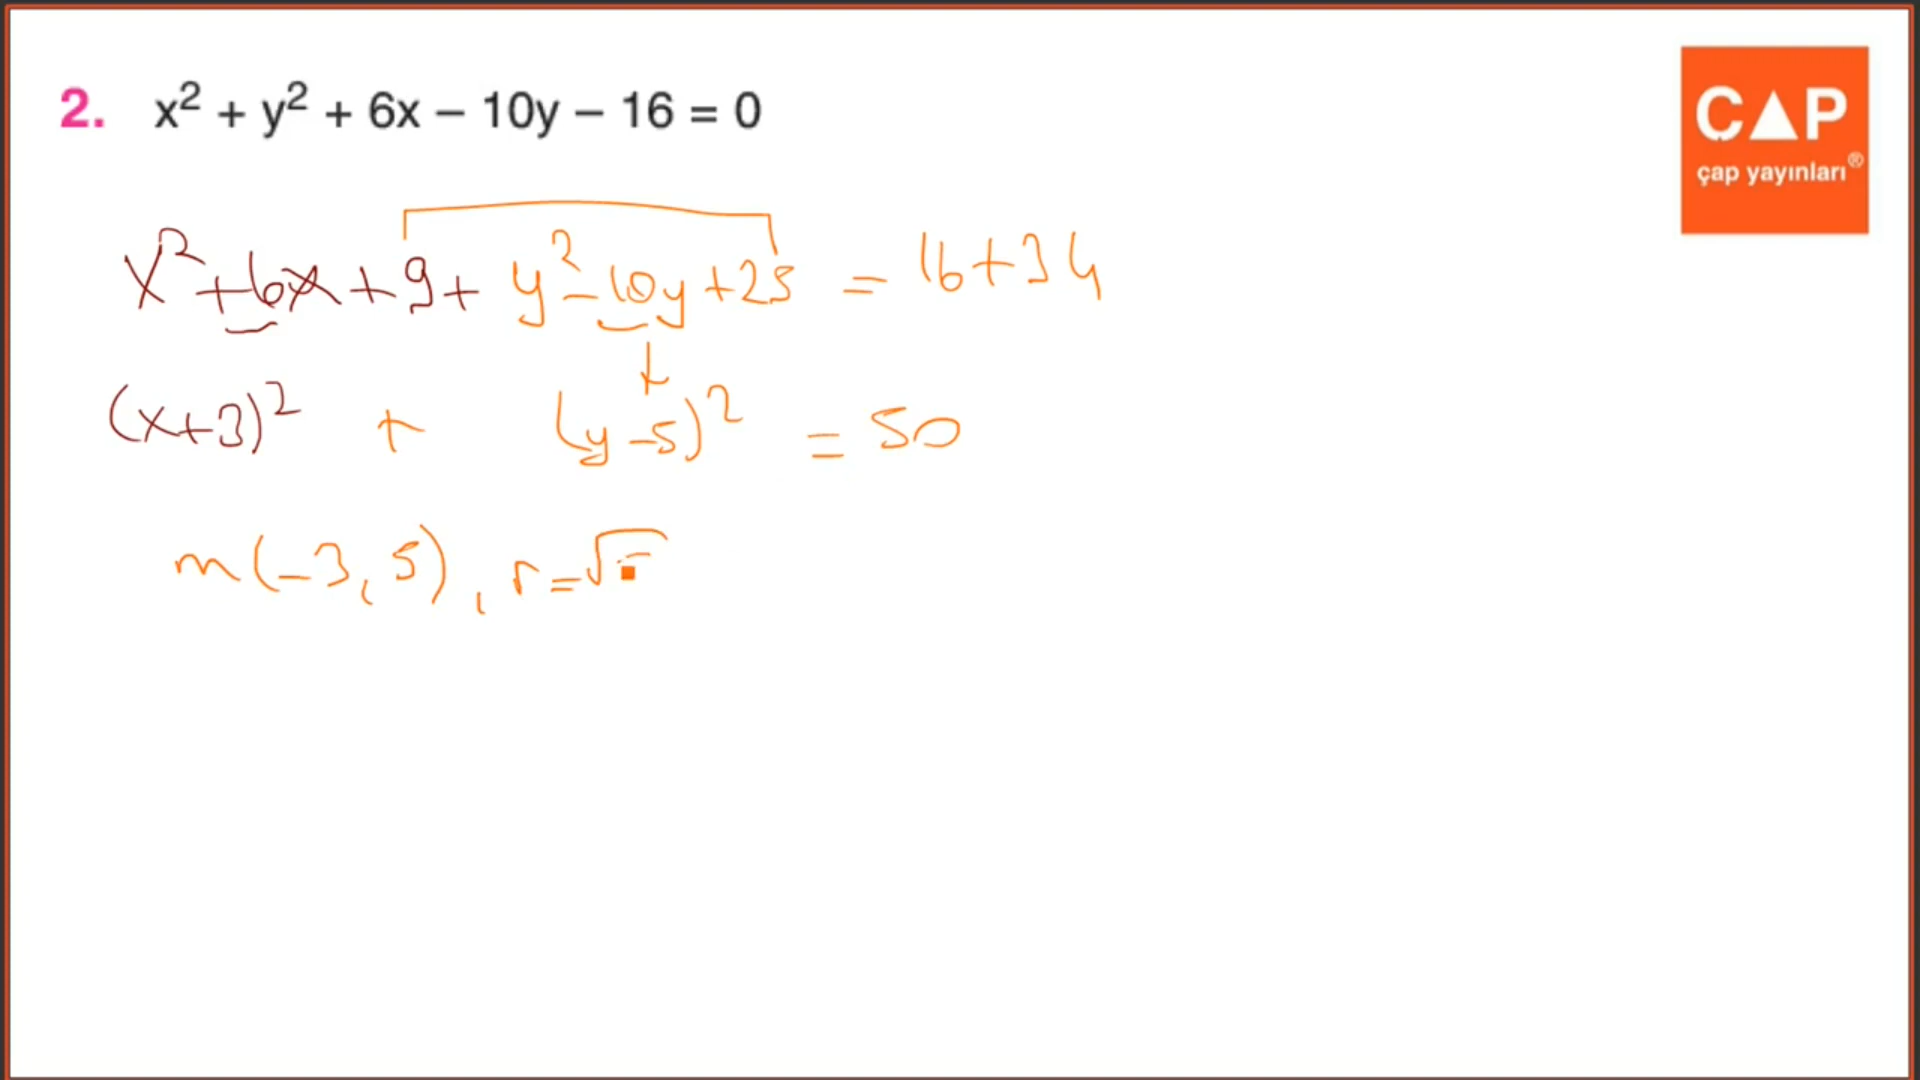 2. x² + y² + 6x – 10y – 16 = 0
ÇAP
çap yayınları®
x² + 6x + 9 + y² - 10y + 25 = 16 + 34
(x+3)² + (y-5)² = 50
m(-3, 5), r = √